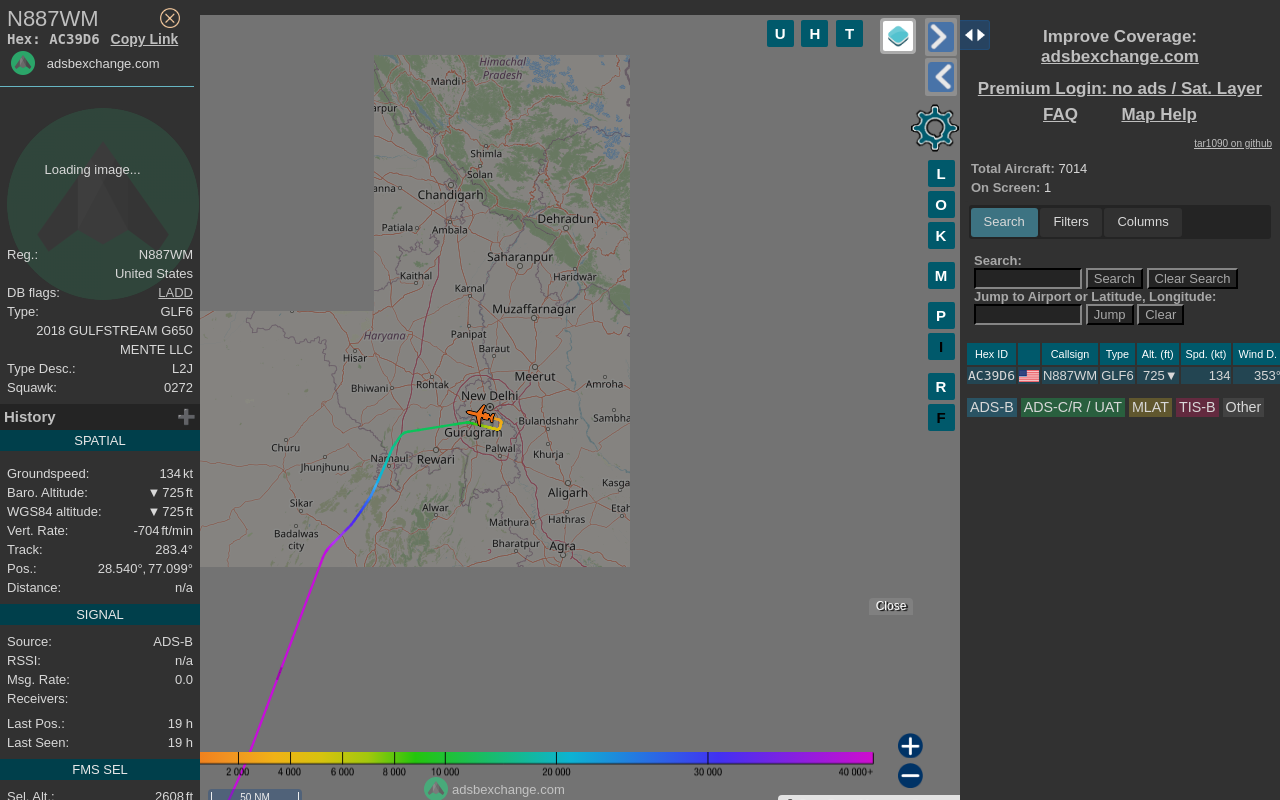 N887WM
Hex: AC39D6 Copy Link
adsbexchange.com
Loading image...
Reg.: N887WM
United States
DB flags: LADD
Type: GLF6
2018 GULFSTREAM G650
MENTE LLC
Type Desc.: L2J
Squawk: 0272
History
SPATIAL
Groundspeed: 134 kt
Baro. Altitude: ▼ 725 ft
WGS84 altitude: ▼ 725 ft
Vert. Rate: -704 ft/min
Track: 283.4°
Pos.: 28.540°, 77.099°
Distance: n/a
SIGNAL
Source: ADS-B
RSSI: n/a
Msg. Rate: 0.0
Receivers:
Last Pos.: 19 h
Last Seen: 19 h
FMS SEL
Sel. Alt.: 2608 ft
U H T
L
O
K
M
P
I
R
F
Himachal
Pradesh
Mandi
arpur
Shimla
Solan
anna
Chandigarh
Patiala
Ambala
Dehradun
Saharanpur
Kaithal
Haridwar
Karnal
Muzaffarnagar
Haryana
Panipat
Baraut
Hisar
Meerut
Bhiwani
Rohtak
Amroha
New Delhi
Sambha
Gurugram
Bulandshahr
Churu
Jhunjhunu
Narnaul
Rewari
Palwal
Khurja
Sikar
Alwar
Aligarh
Kasga
Badalwas
city
Mathura
Hathras
Etah
Bharatpur
Agra
Close
2 000 4 000 6 000 8 000 10 000 20 000 30 000 40 000+
adsbexchange.com
50 NM
Improve Coverage:
adsbexchange.com
Premium Login: no ads / Sat. Layer
FAQ Map Help
tar1090 on github
Total Aircraft: 7014
On Screen: 1
Search Filters Columns
Search:
Search Clear Search
Jump to Airport or Latitude, Longitude:
Jump Clear
Hex ID Callsign Type Alt. (ft) Spd. (kt) Wind D.
AC39D6 N887WM GLF6 725▼ 134 353°
ADS-B ADS-C/R / UAT MLAT TIS-B Other